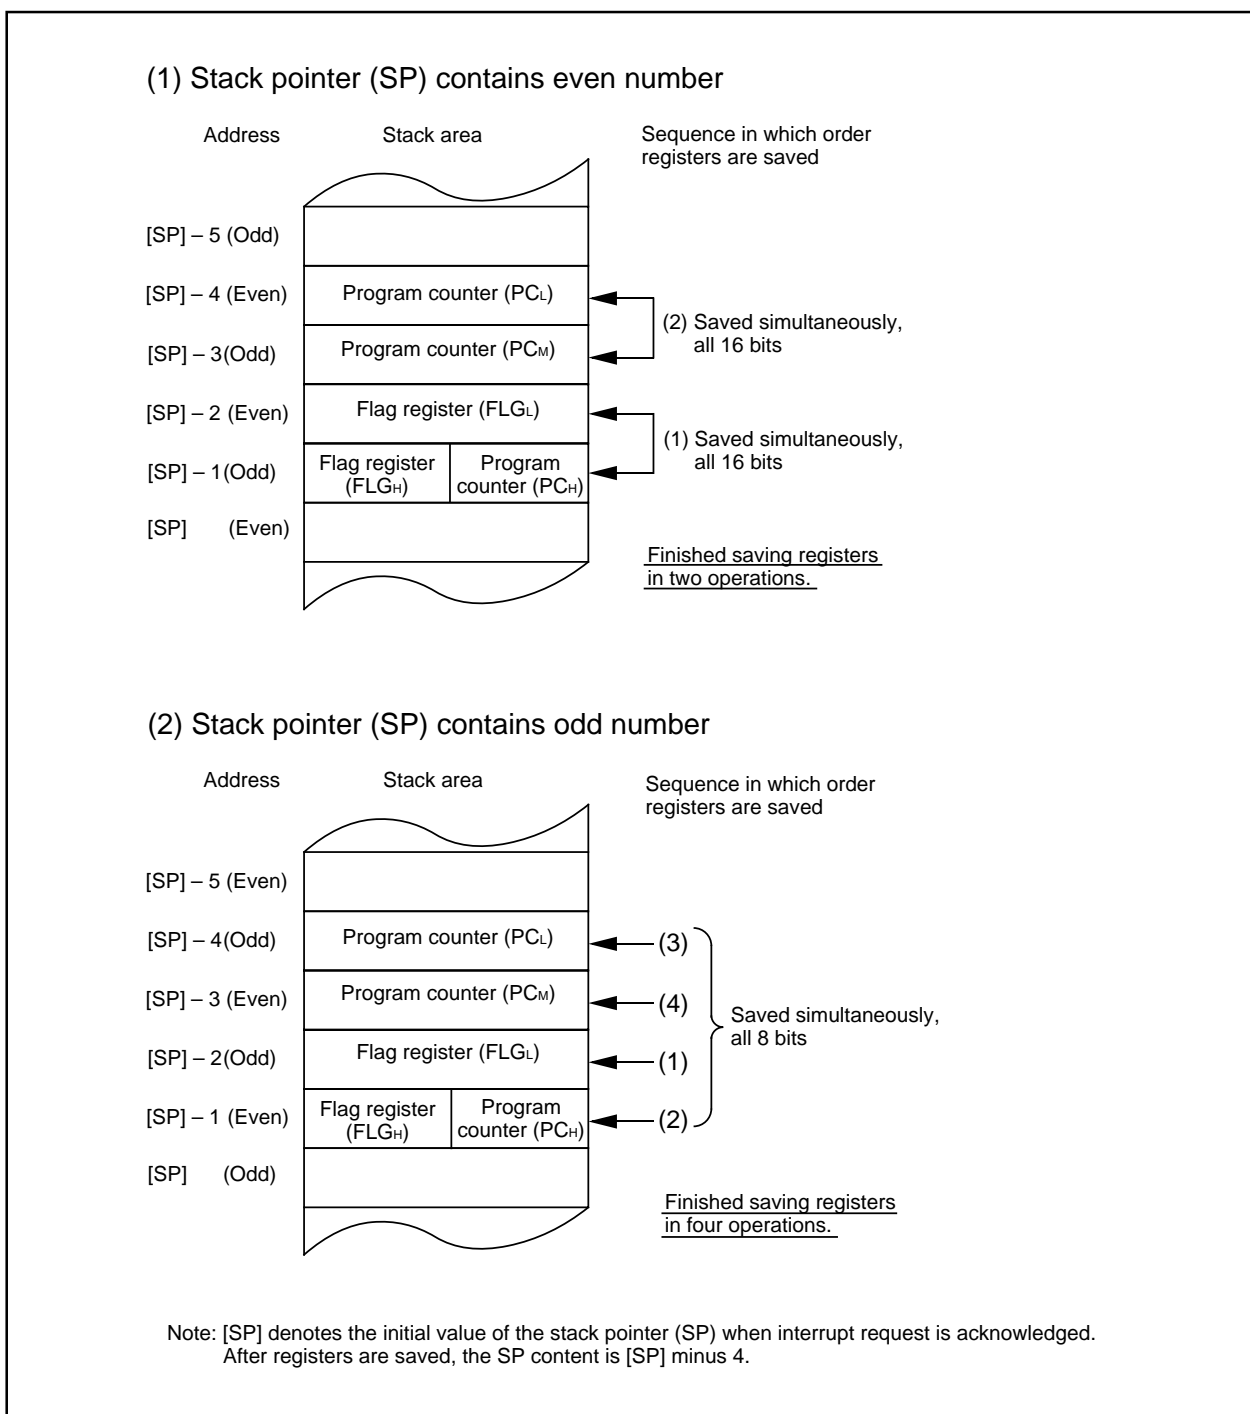 (1) Stack pointer (SP) contains even number
Address Stack area Sequence in which order
registers are saved
[SP] – 5 (Odd)
[SP] – 4 (Even) Program counter (PCL)
(2) Saved simultaneously,
all 16 bits
[SP] – 3(Odd) Program counter (PCM)
[SP] – 2 (Even) Flag register (FLGL)
(1) Saved simultaneously,
all 16 bits
[SP] – 1(Odd) Flag register
(FLGH)
Program
counter (PCH)
[SP] (Even)
Finished saving registers
in two operations.
(2) Stack pointer (SP) contains odd number
Address Stack area Sequence in which order
registers are saved
[SP] – 5 (Even)
[SP] – 4(Odd) Program counter (PCL) (3)
[SP] – 3 (Even) Program counter (PCM) (4)
Saved simultaneously,
all 8 bits
[SP] – 2(Odd) Flag register (FLGL) (1)
[SP] – 1 (Even) Flag register
(FLGH)
Program
counter (PCH)
(2)
[SP] (Odd)
Finished saving registers
in four operations.
Note: [SP] denotes the initial value of the stack pointer (SP) when interrupt request is acknowledged.
After registers are saved, the SP content is [SP] minus 4.